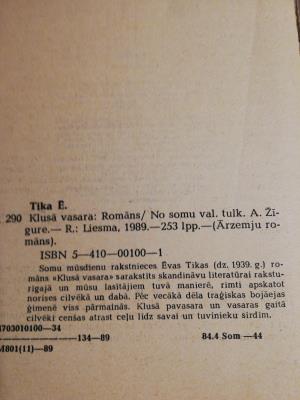 Tika Ē.
290 Klusā vasara: Romāns/ No somu val. tulk. A. Žī-
gure.— R.: Liesma, 1989.—253 lpp.—(Ārzemju ro-
māns).
ISBN 5—410—00100—1
Somu mūsdienu rakstnieces Ēvas Tikas (dz. 1939. g.) ro-
māns «Klusā vasara» sarakstīts skandināvu literatūrai rakstu-
rīgajā un mūsu lasītājiem tuvā manierē, rimti apskatot
norises cilvēkā un dabā. Pēc vecākā dēla traģiskas bojāejas
ģimenē viss pārmainās. Klusā pavasara un vasaras gaitā
cilvēki cenšas atrast ceļu līdz savai un tuvinieku sirdīm.
4703010100—34
—134—89
M801(11)—89
84.4 Som—44